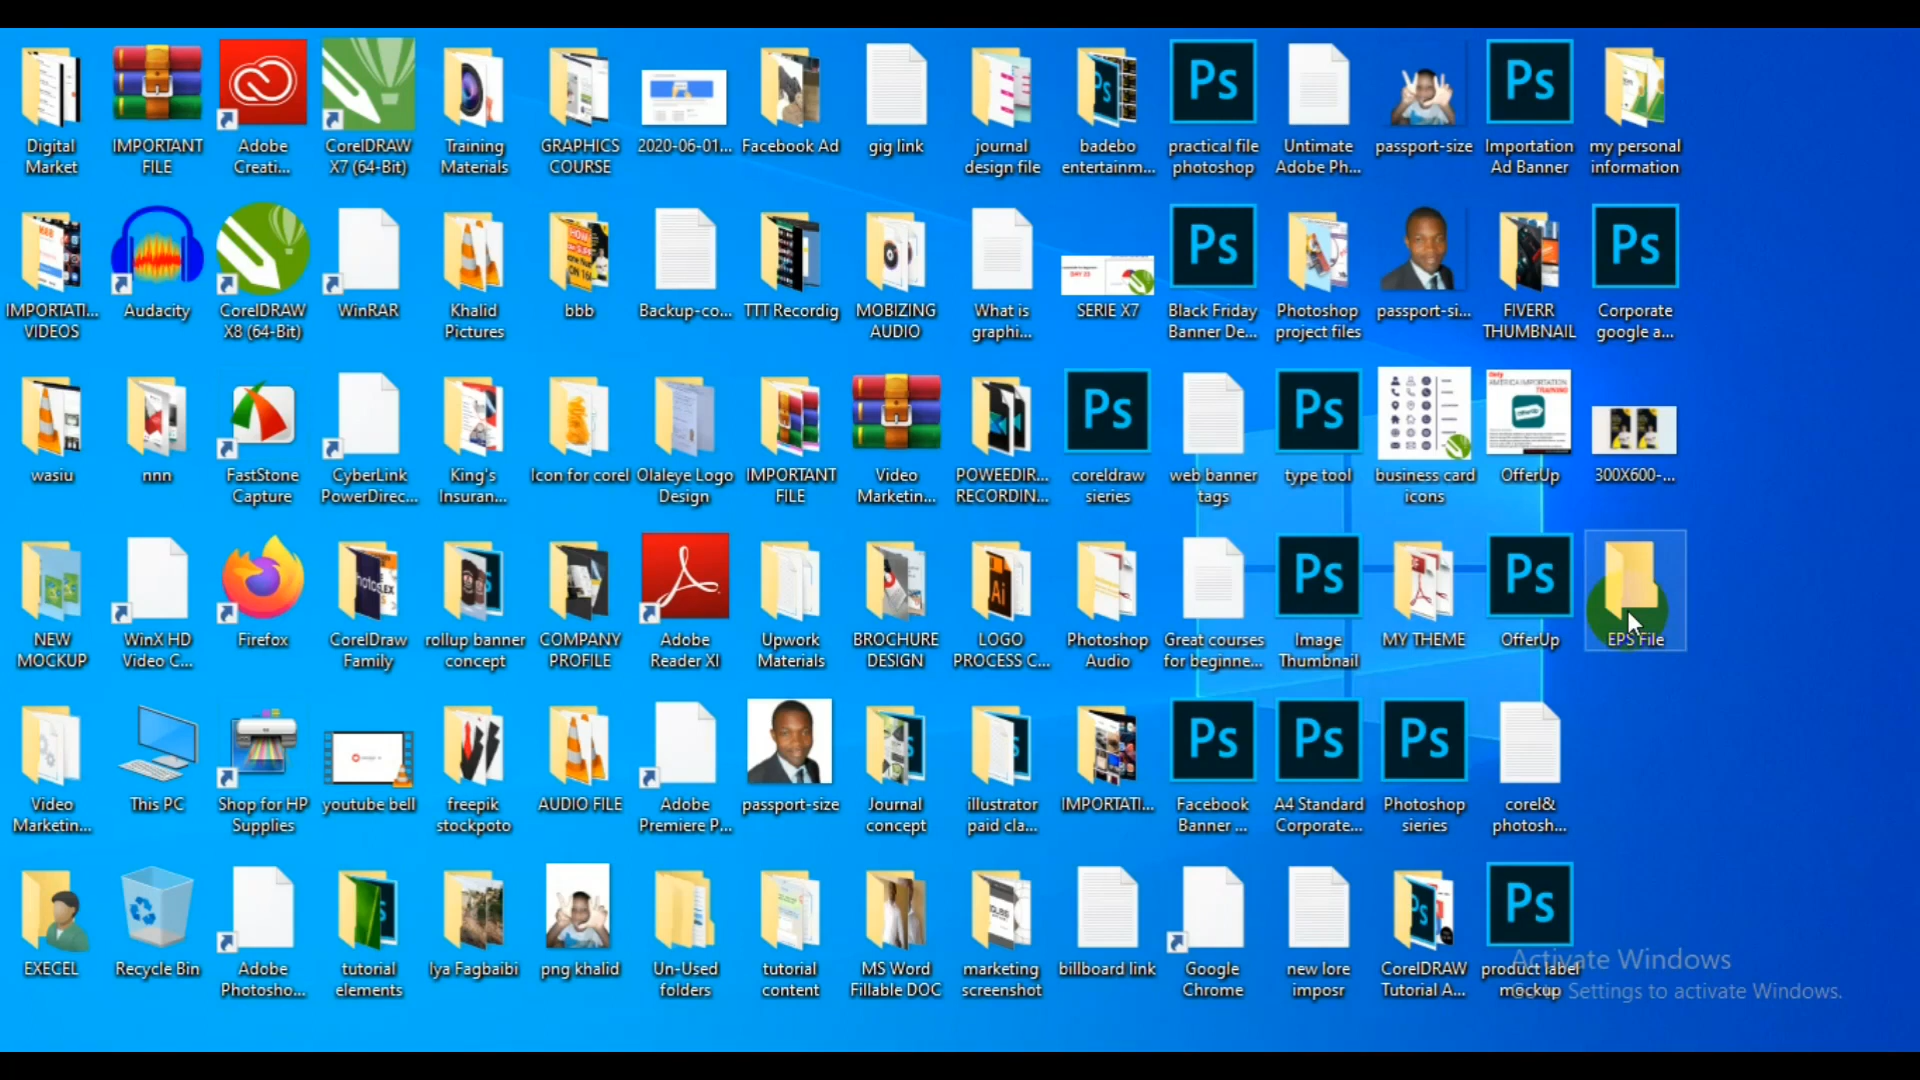 Digital Market
IMPORTANT FILE
Adobe Creati...
CorelDRAW X7 (64-Bit)
Training Materials
GRAPHICS COURSE
2020-06-01...
Facebook Ad
gig link
journal design file
badebo entertainm...
practical file photoshop
Untimate Adobe Ph...
passport-size
Importation Ad Banner
my personal information
IMPORTATI... VIDEOS
Audacity
CorelDRAW X8 (64-Bit)
WinRAR
Khalid Pictures
bbb
Backup-co...
TTT Recordig
MOBIZING AUDIO
What is graphi...
SERIE X7
Black Friday Banner De...
Photoshop project files
passport-si...
FIVERR THUMBNAIL
Corporate google a...
wasiu
nnn
FastStone Capture
CyberLink PowerDirec...
King's Insuran...
Icon for corel
Olaleye Logo Design
IMPORTANT FILE
Video Marketin...
POWEEDIR... RECORDIN...
coreldraw sieries
web banner tags
type tool
business card icons
OfferUp
300X600-...
NEW MOCKUP
WinX HD Video C...
Firefox
CorelDraw Family
rollup banner concept
COMPANY PROFILE
Adobe Reader XI
Upwork Materials
BROCHURE DESIGN
LOGO PROCESS C...
Photoshop Audio
Great courses for beginne...
Image Thumbnail
MY THEME
OfferUp
EPS File
Video Marketin...
This PC
Shop for HP Supplies
youtube bell
freepik stockpoto
AUDIO FILE
Adobe Premiere P...
passport-size
Journal concept
illustrator paid cla...
IMPORTATI...
Facebook Banner ...
A4 Standard Corporate...
Photoshop sieries
corel& photosh...
EXECEL
Recycle Bin
Adobe Photosho...
tutorial elements
Iya Fagbaibi
png khalid
Un-Used folders
tutorial content
MS Word Fillable DOC
marketing screenshot
billboard link
Google Chrome
new lore imposr
CorelDRAW Tutorial A...
product label mockup
Activate Windows
Go to Settings to activate Windows.